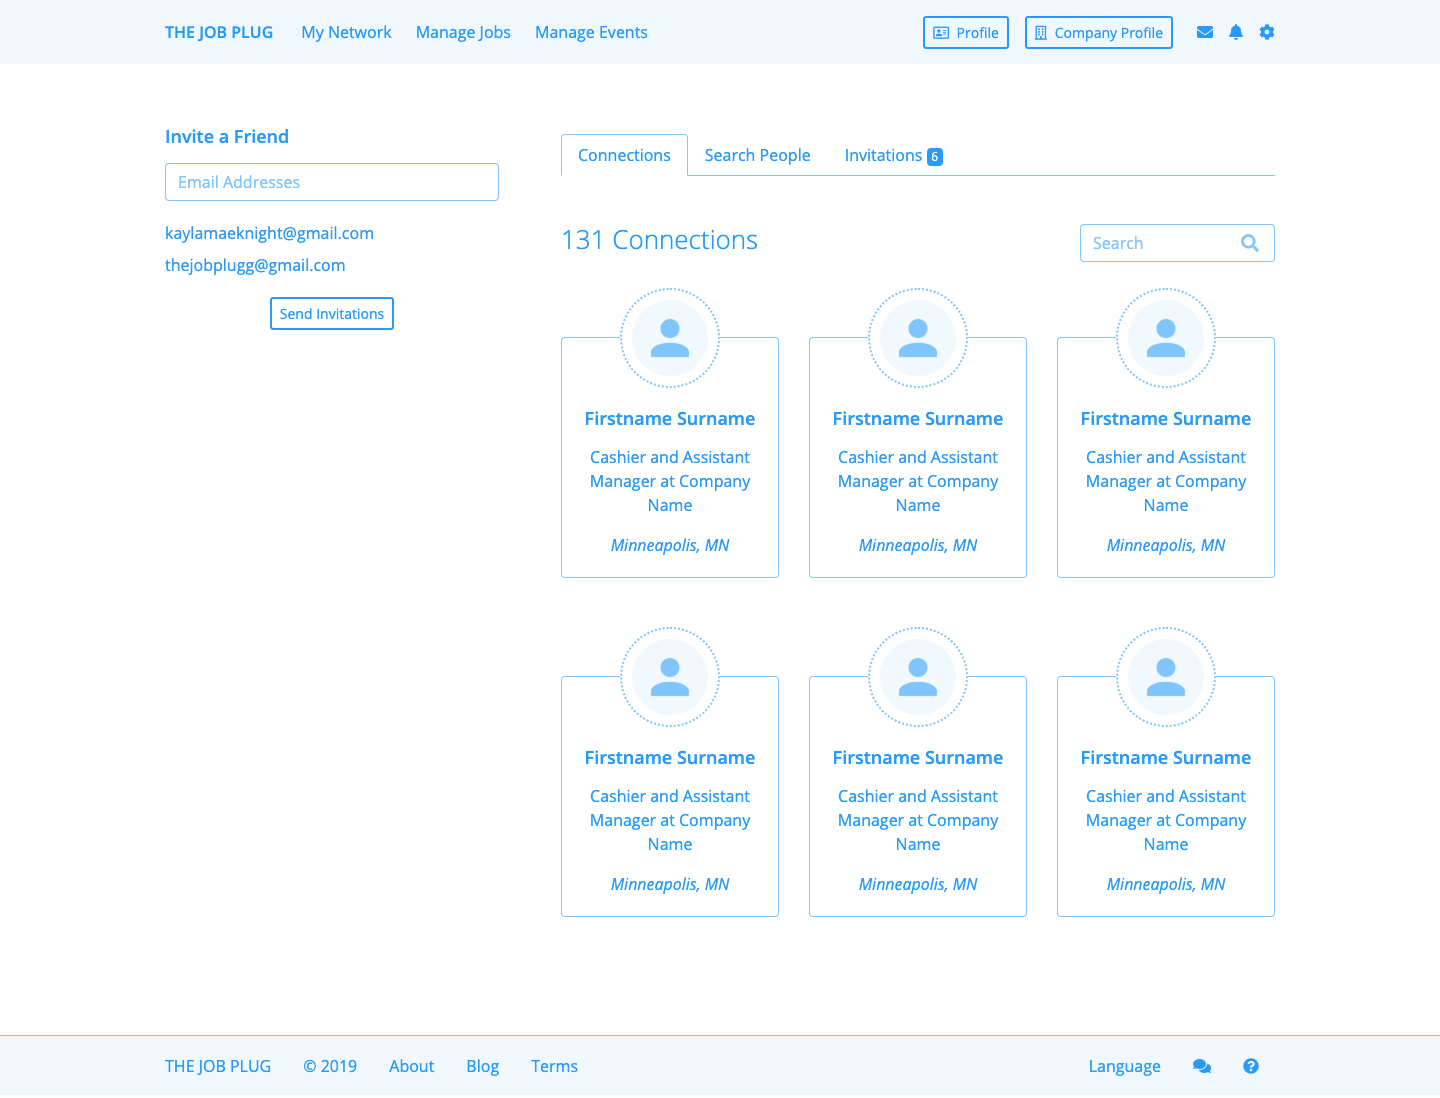 THE JOB PLUG My Network Manage Jobs Manage Events Profile Company Profile
Invite a Friend
Email Addresses
kaylamaeknight@gmail.com
thejobplugg@gmail.com
Send Invitations
Connections Search People Invitations 6
131 Connections Search
Firstname Surname
Cashier and Assistant
Manager at Company
Name
Minneapolis, MN
Firstname Surname
Cashier and Assistant
Manager at Company
Name
Minneapolis, MN
Firstname Surname
Cashier and Assistant
Manager at Company
Name
Minneapolis, MN
Firstname Surname
Cashier and Assistant
Manager at Company
Name
Minneapolis, MN
Firstname Surname
Cashier and Assistant
Manager at Company
Name
Minneapolis, MN
Firstname Surname
Cashier and Assistant
Manager at Company
Name
Minneapolis, MN
THE JOB PLUG © 2019 About Blog Terms Language